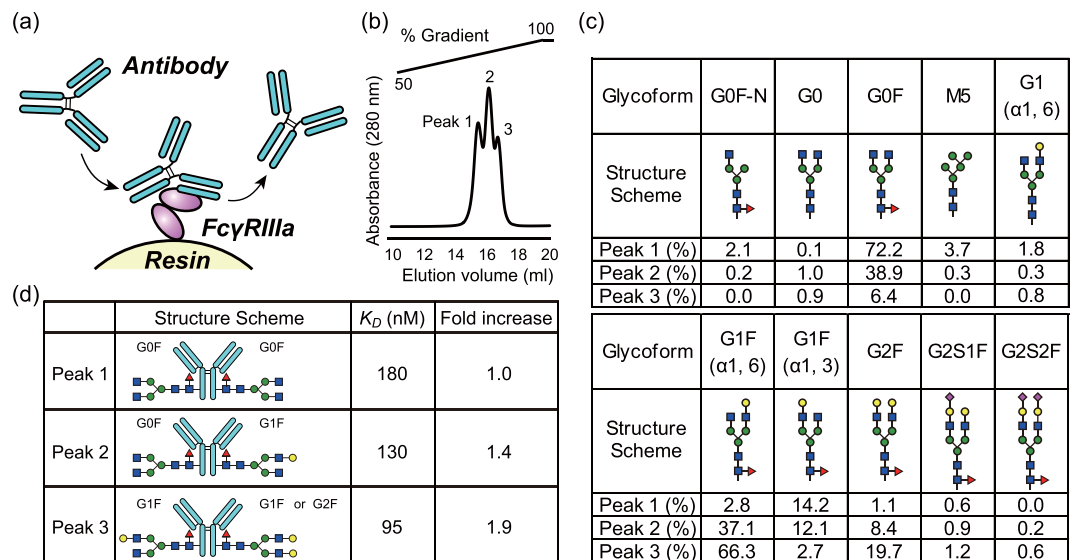 (a)
Antibody
FcγRIIIa
Resin
(b)
% Gradient
100
50
2
Peak 1
3
Absorbance (280 nm)
10 12 14 16 18 20
Elution volume (ml)
(c)
Glycoform G0F-N G0 G0F M5 G1 (α1, 6)
Structure Scheme
Peak 1 (%) 2.1 0.1 72.2 3.7 1.8
Peak 2 (%) 0.2 1.0 38.9 0.3 0.3
Peak 3 (%) 0.0 0.9 6.4 0.0 0.8
Glycoform G1F (α1, 6) G1F (α1, 3) G2F G2S1F G2S2F
Structure Scheme
Peak 1 (%) 2.8 14.2 1.1 0.6 0.0
Peak 2 (%) 37.1 12.1 8.4 0.9 0.2
Peak 3 (%) 66.3 2.7 19.7 1.2 0.6
(d)
Structure Scheme K_D (nM) Fold increase
G0F G0F
Peak 1 180 1.0
G0F G1F
Peak 2 130 1.4
G1F G1F or G2F
Peak 3 95 1.9